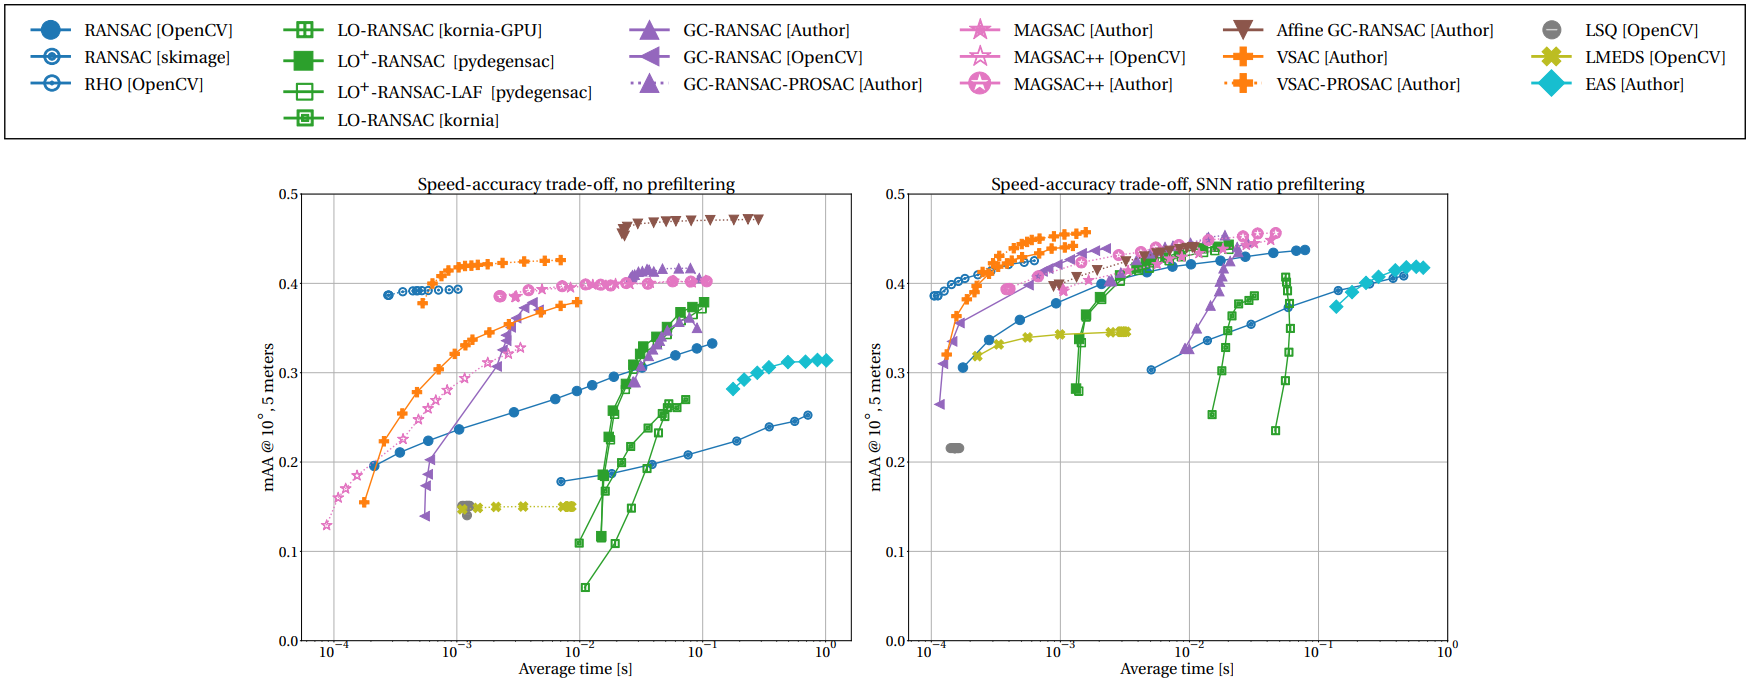 RANSAC [OpenCV]
RANSAC [skimage]
RHO [OpenCV]
LO-RANSAC [kornia-GPU]
LO⁺-RANSAC [pydegensac]
LO⁺-RANSAC-LAF [pydegensac]
LO-RANSAC [kornia]
GC-RANSAC [Author]
GC-RANSAC [OpenCV]
GC-RANSAC-PROSAC [Author]
MAGSAC [Author]
MAGSAC++ [OpenCV]
MAGSAC++ [Author]
Affine GC-RANSAC [Author]
VSAC [Author]
VSAC-PROSAC [Author]
LSQ [OpenCV]
LMEDS [OpenCV]
EAS [Author]
Speed-accuracy trade-off, no prefiltering
mAA @ 10°, 5 meters
0.5
0.4
0.3
0.2
0.1
0.0
10⁻⁴ 10⁻³ 10⁻² 10⁻¹ 10⁰
Average time [s]
Speed-accuracy trade-off, SNN ratio prefiltering
mAA @ 10°, 5 meters
0.5
0.4
0.3
0.2
0.1
0.0
10⁻⁴ 10⁻³ 10⁻² 10⁻¹ 10⁰
Average time [s]